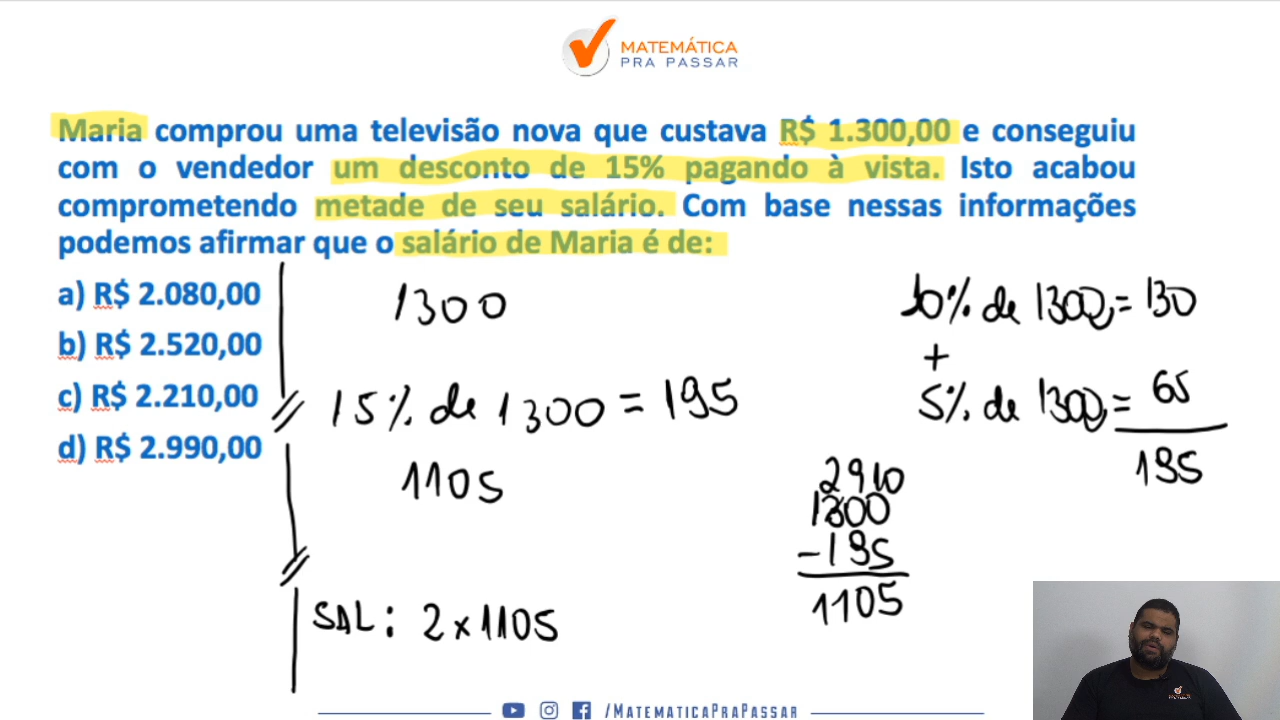 MATEMÁTICA
PRA PASSAR
Maria comprou uma televisão nova que custava R$ 1.300,00 e conseguiu
com o vendedor um desconto de 15% pagando à vista. Isto acabou
comprometendo metade de seu salário. Com base nessas informações
podemos afirmar que o salário de Maria é de:
a) R$ 2.080,00
b) R$ 2.520,00
c) R$ 2.210,00
d) R$ 2.990,00
1300
15% de 1300 = 195
1105
SAL: 2 x 1105
10% de 1300 = 130
+
5% de 1300 = 65
195
2910
1300
-195
1105
/MatematicaPraPassar